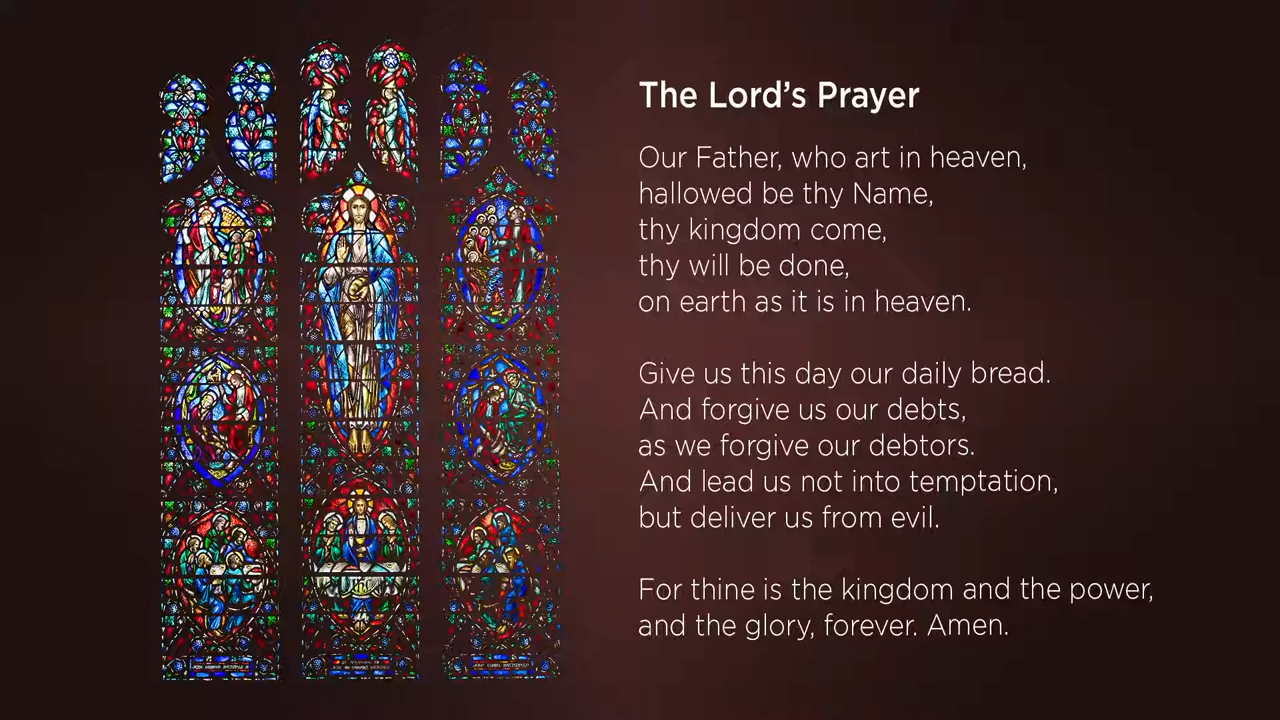 The Lord's Prayer
Our Father, who art in heaven,
hallowed be thy Name,
thy kingdom come,
thy will be done,
on earth as it is in heaven.
Give us this day our daily bread.
And forgive us our debts,
as we forgive our debtors.
And lead us not into temptation,
but deliver us from evil.
For thine is the kingdom and the power,
and the glory, forever. Amen.